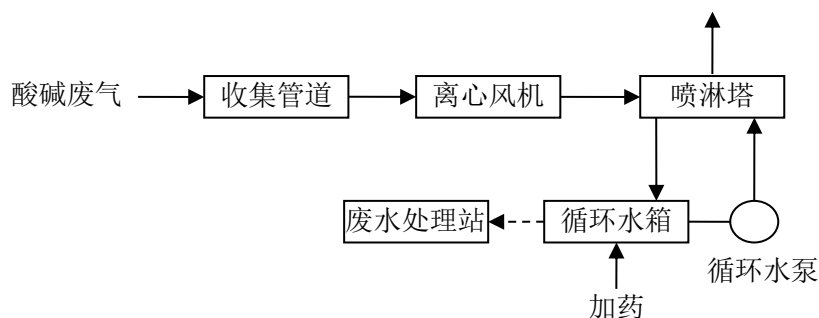 酸碱废气
收集管道
离心风机
喷淋塔
废水处理站
循环水箱
循环水泵
加药